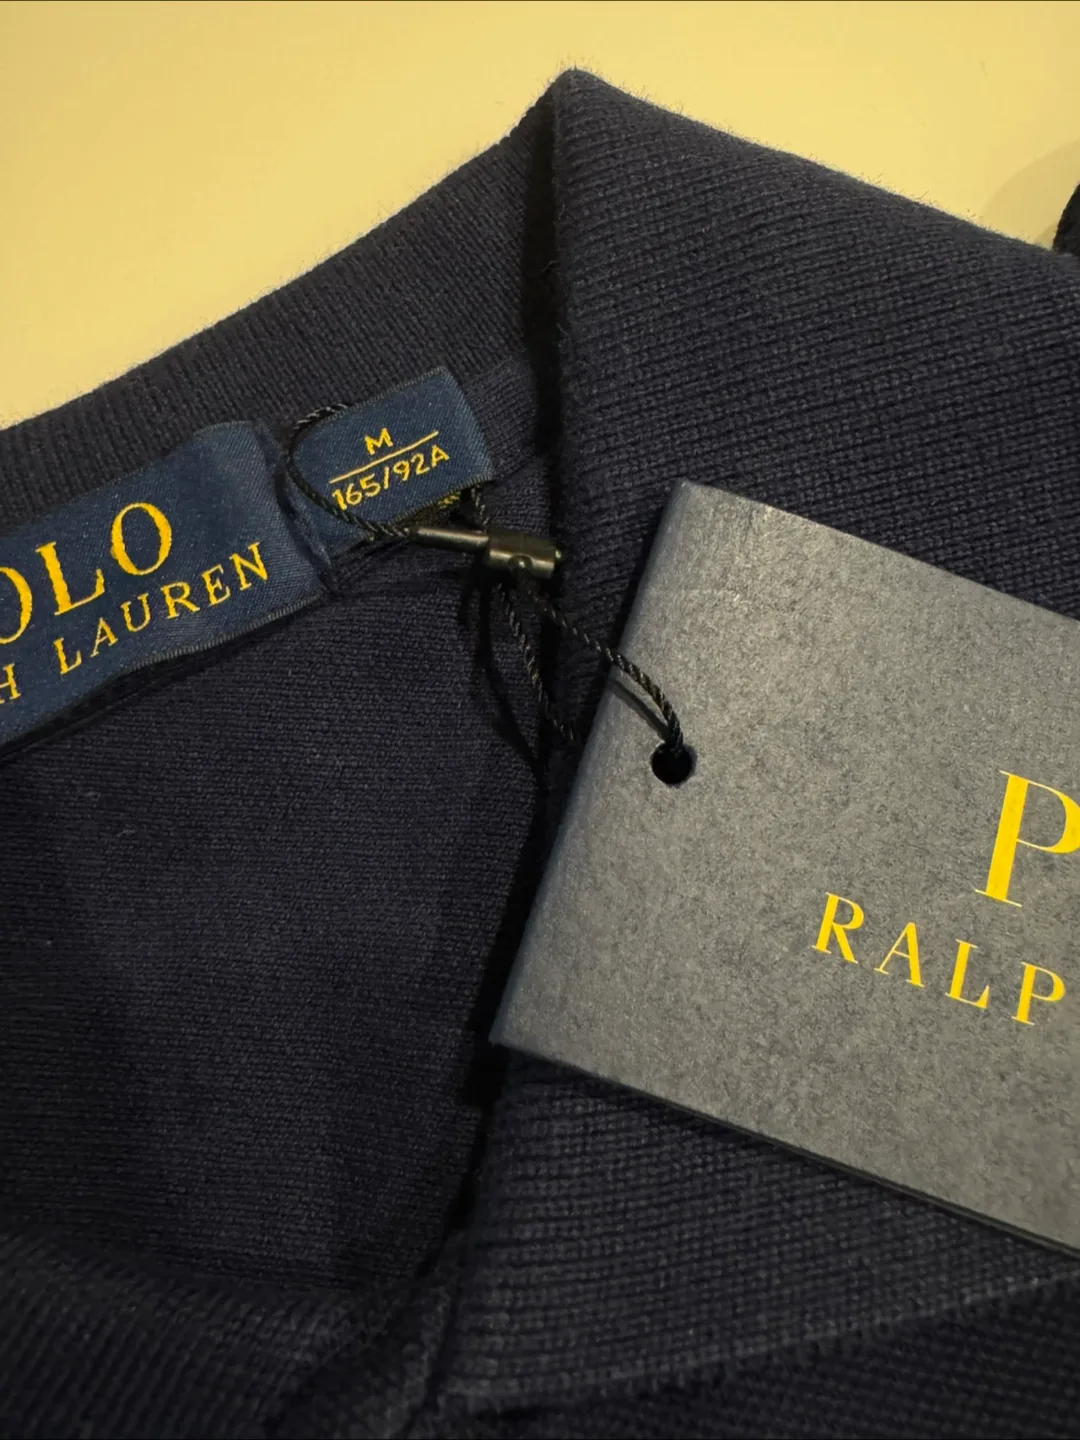 OLO
H LAUREN
M
165/92A
P
RALP